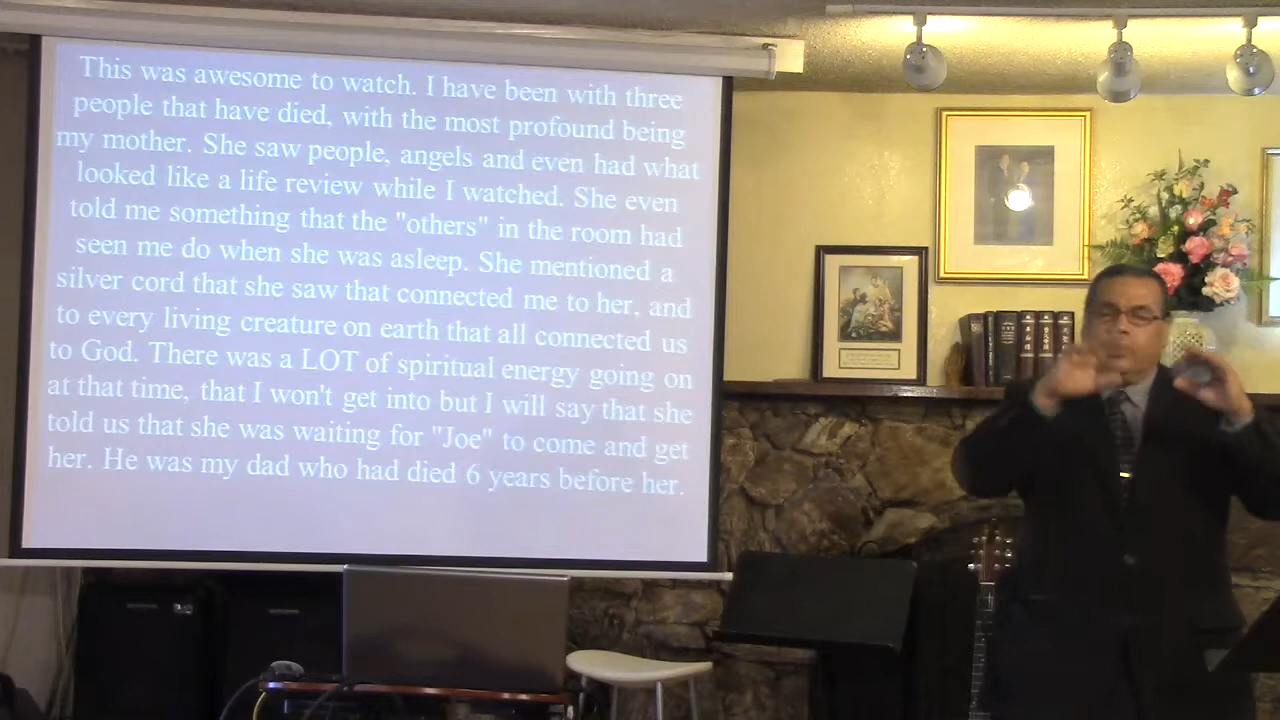 This was awesome to watch. I have been with three
people that have died, with the most profound being
my mother. She saw people, angels and even had what
looked like a life review while I watched. She even
told me something that the "others" in the room had
seen me do when she was asleep. She mentioned a
silver cord that she saw that connected me to her, and
to every living creature on earth that all connected us
to God. There was a LOT of spiritual energy going on
at that time, that I won't get into but I will say that she
told us that she was waiting for "Joe" to come and get
her. He was my dad who had died 6 years before her.